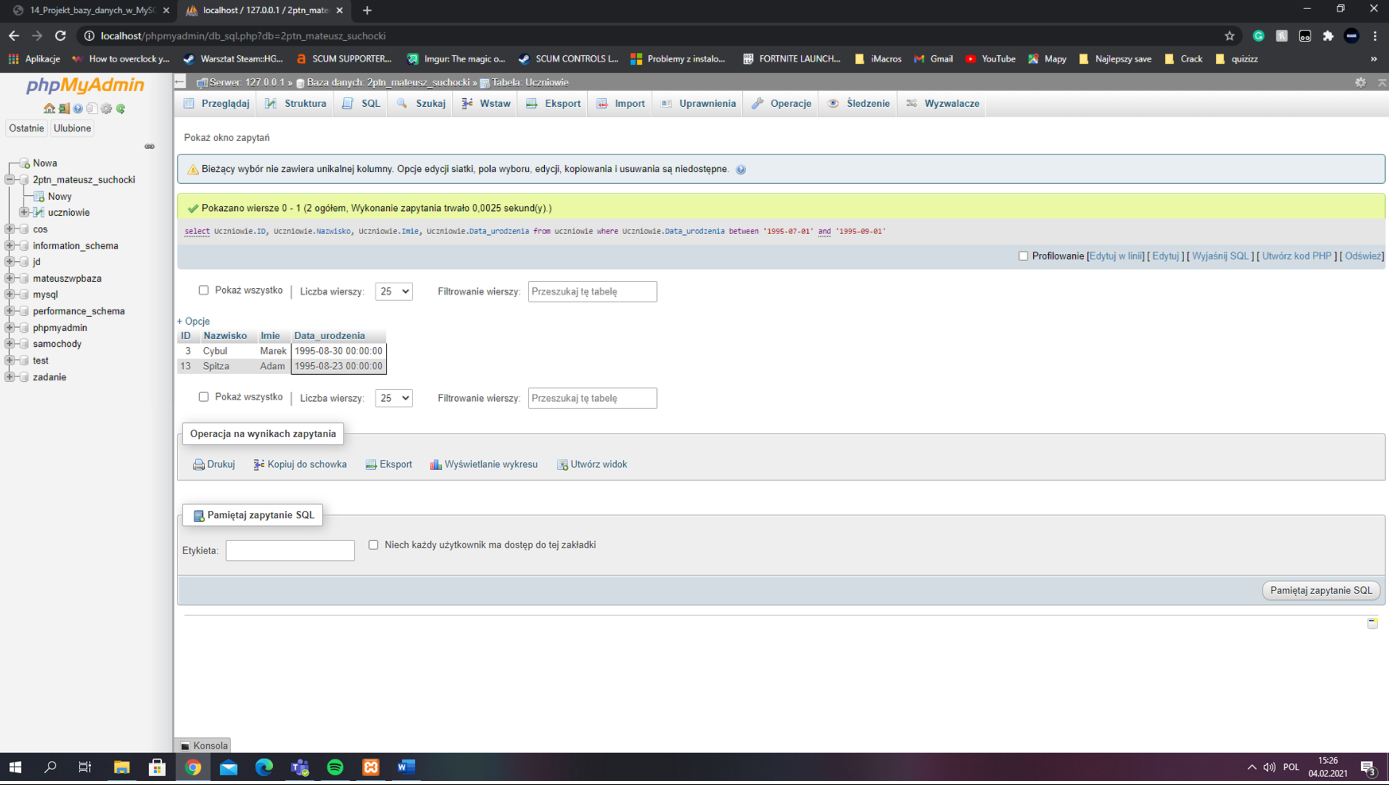 14_Projekt_bazy_danych_w_MySQ
localhost / 127.0.0.1 / 2ptn_mate
localhost/phpmyadmin/db_sql.php?db=2ptn_mateusz_suchocki
Aplikacje How to overclock y... Warsztat Steam::HG... SCUM SUPPORTER... Imgur: The magic o... SCUM CONTROLS L... Problemy z instalo... FORTNITE LAUNCH... iMacros Gmail YouTube Mapy Najlepszy save Crack quizizz »
phpMyAdmin
Ostatnie Ulubione
Nowa
2ptn_mateusz_suchocki
Nowy
uczniowie
cos
information_schema
jd
mateuszwpbaza
mysql
performance_schema
phpmyadmin
samochody
test
zadanie
Serwer: 127.0.0.1 » Baza danych: 2ptn_mateusz_suchocki » Tabela: Uczniowie
Przeglądaj Struktura SQL Szukaj Wstaw Eksport Import Uprawnienia Operacje Śledzenie Wyzwalacze
Pokaż okno zapytań
Bieżący wybór nie zawiera unikalnej kolumny. Opcje edycji siatki, pola wyboru, edycji, kopiowania i usuwania są niedostępne.
Pokazano wiersze 0 - 1 (2 ogółem, Wykonanie zapytania trwało 0,0025 sekund(y).)
select Uczniowie.ID, Uczniowie.Nazwisko, Uczniowie.Imie, Uczniowie.Data_urodzenia from uczniowie where Uczniowie.Data_urodzenia between '1995-07-01' and '1995-09-01'
Profilowanie [Edytuj w linii] [ Edytuj ] [ Wyjaśnij SQL ] [ Utwórz kod PHP ] [ Odśwież]
Pokaż wszystko | Liczba wierszy: 25 Filtrowanie wierszy: Przeszukaj tę tabelę
+ Opcje
ID Nazwisko Imie Data_urodzenia
3 Cybul Marek 1995-08-30 00:00:00
13 Spitza Adam 1995-08-23 00:00:00
Pokaż wszystko | Liczba wierszy: 25 Filtrowanie wierszy: Przeszukaj tę tabelę
Operacja na wynikach zapytania
Drukuj Kopiuj do schowka Eksport Wyświetlanie wykresu Utwórz widok
Pamiętaj zapytanie SQL
Etykieta: Niech każdy użytkownik ma dostęp do tej zakładki
Pamiętaj zapytanie SQL
Konsola
POL
15:26
04.02.2021
3